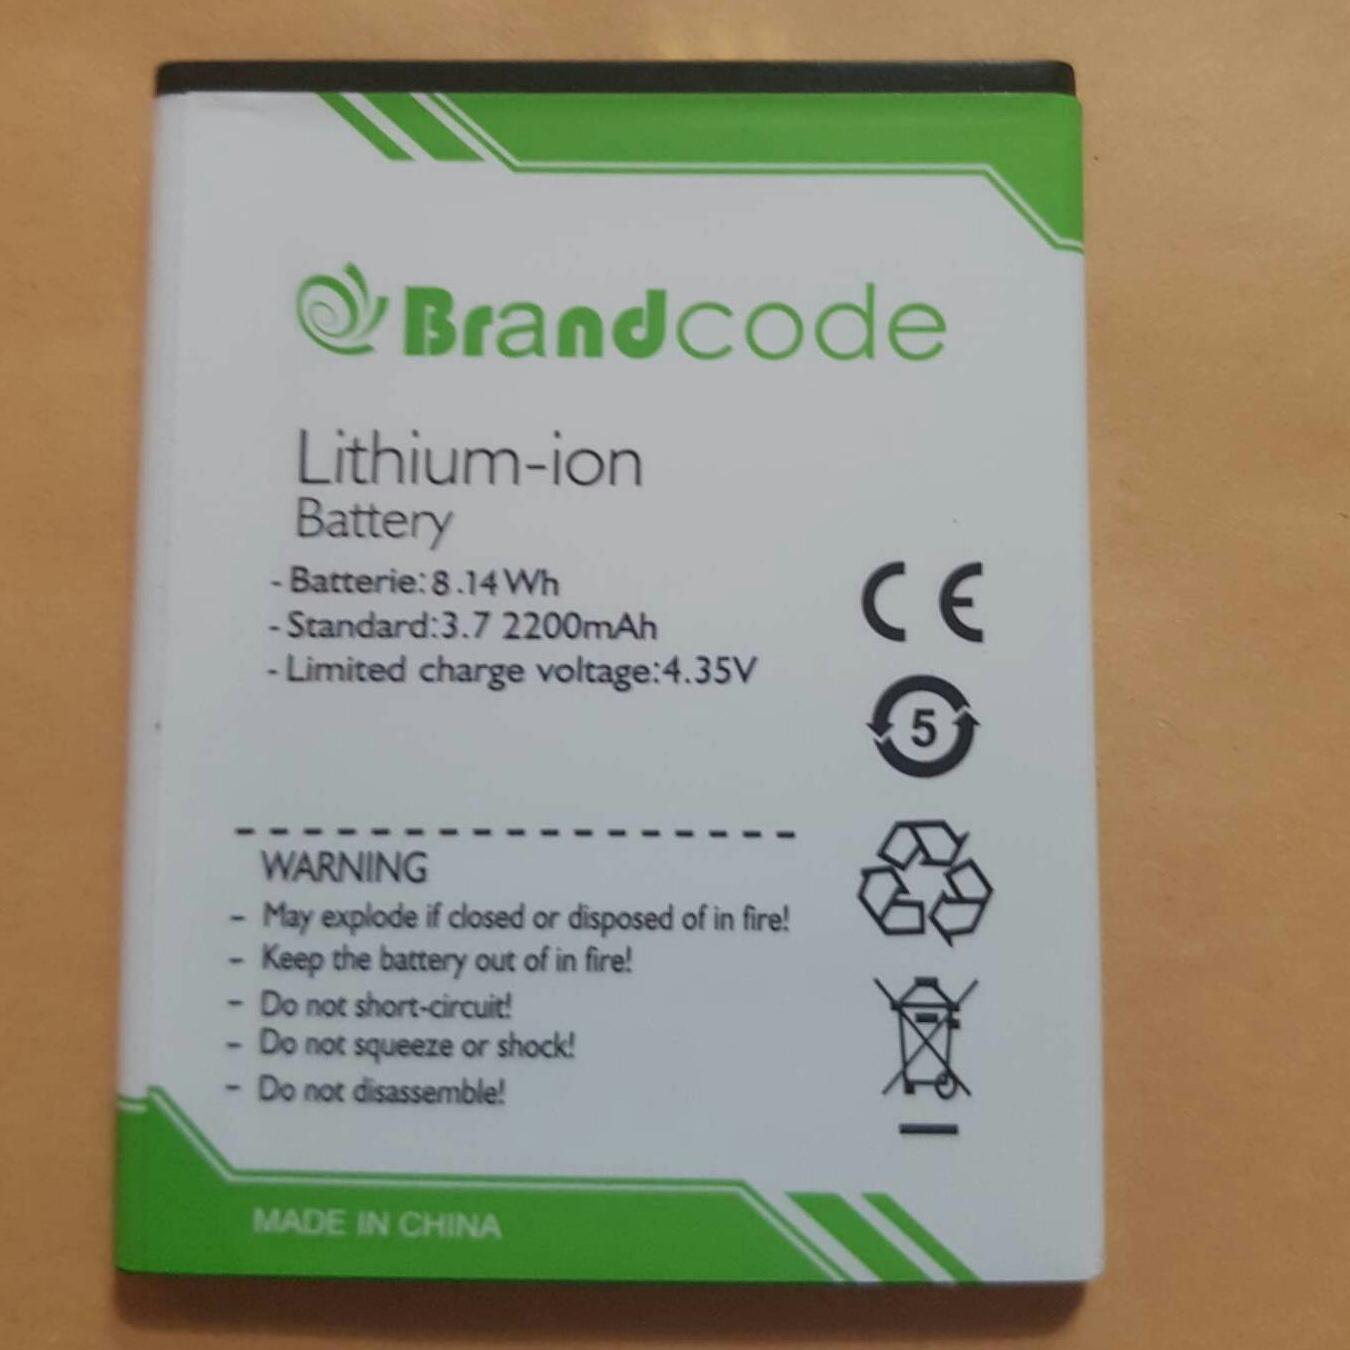 Brandcode
Lithium-ion
Battery
- Batterie: 8.14 Wh
- Standard:3.7 2200mAh
- Limited charge voltage:4.35V
CE
5
WARNING
- May explode if closed or disposed of in fire!
- Keep the battery out of in fire!
- Do not short-circuit!
- Do not squeeze or shock!
- Do not disassemble!
MADE IN CHINA